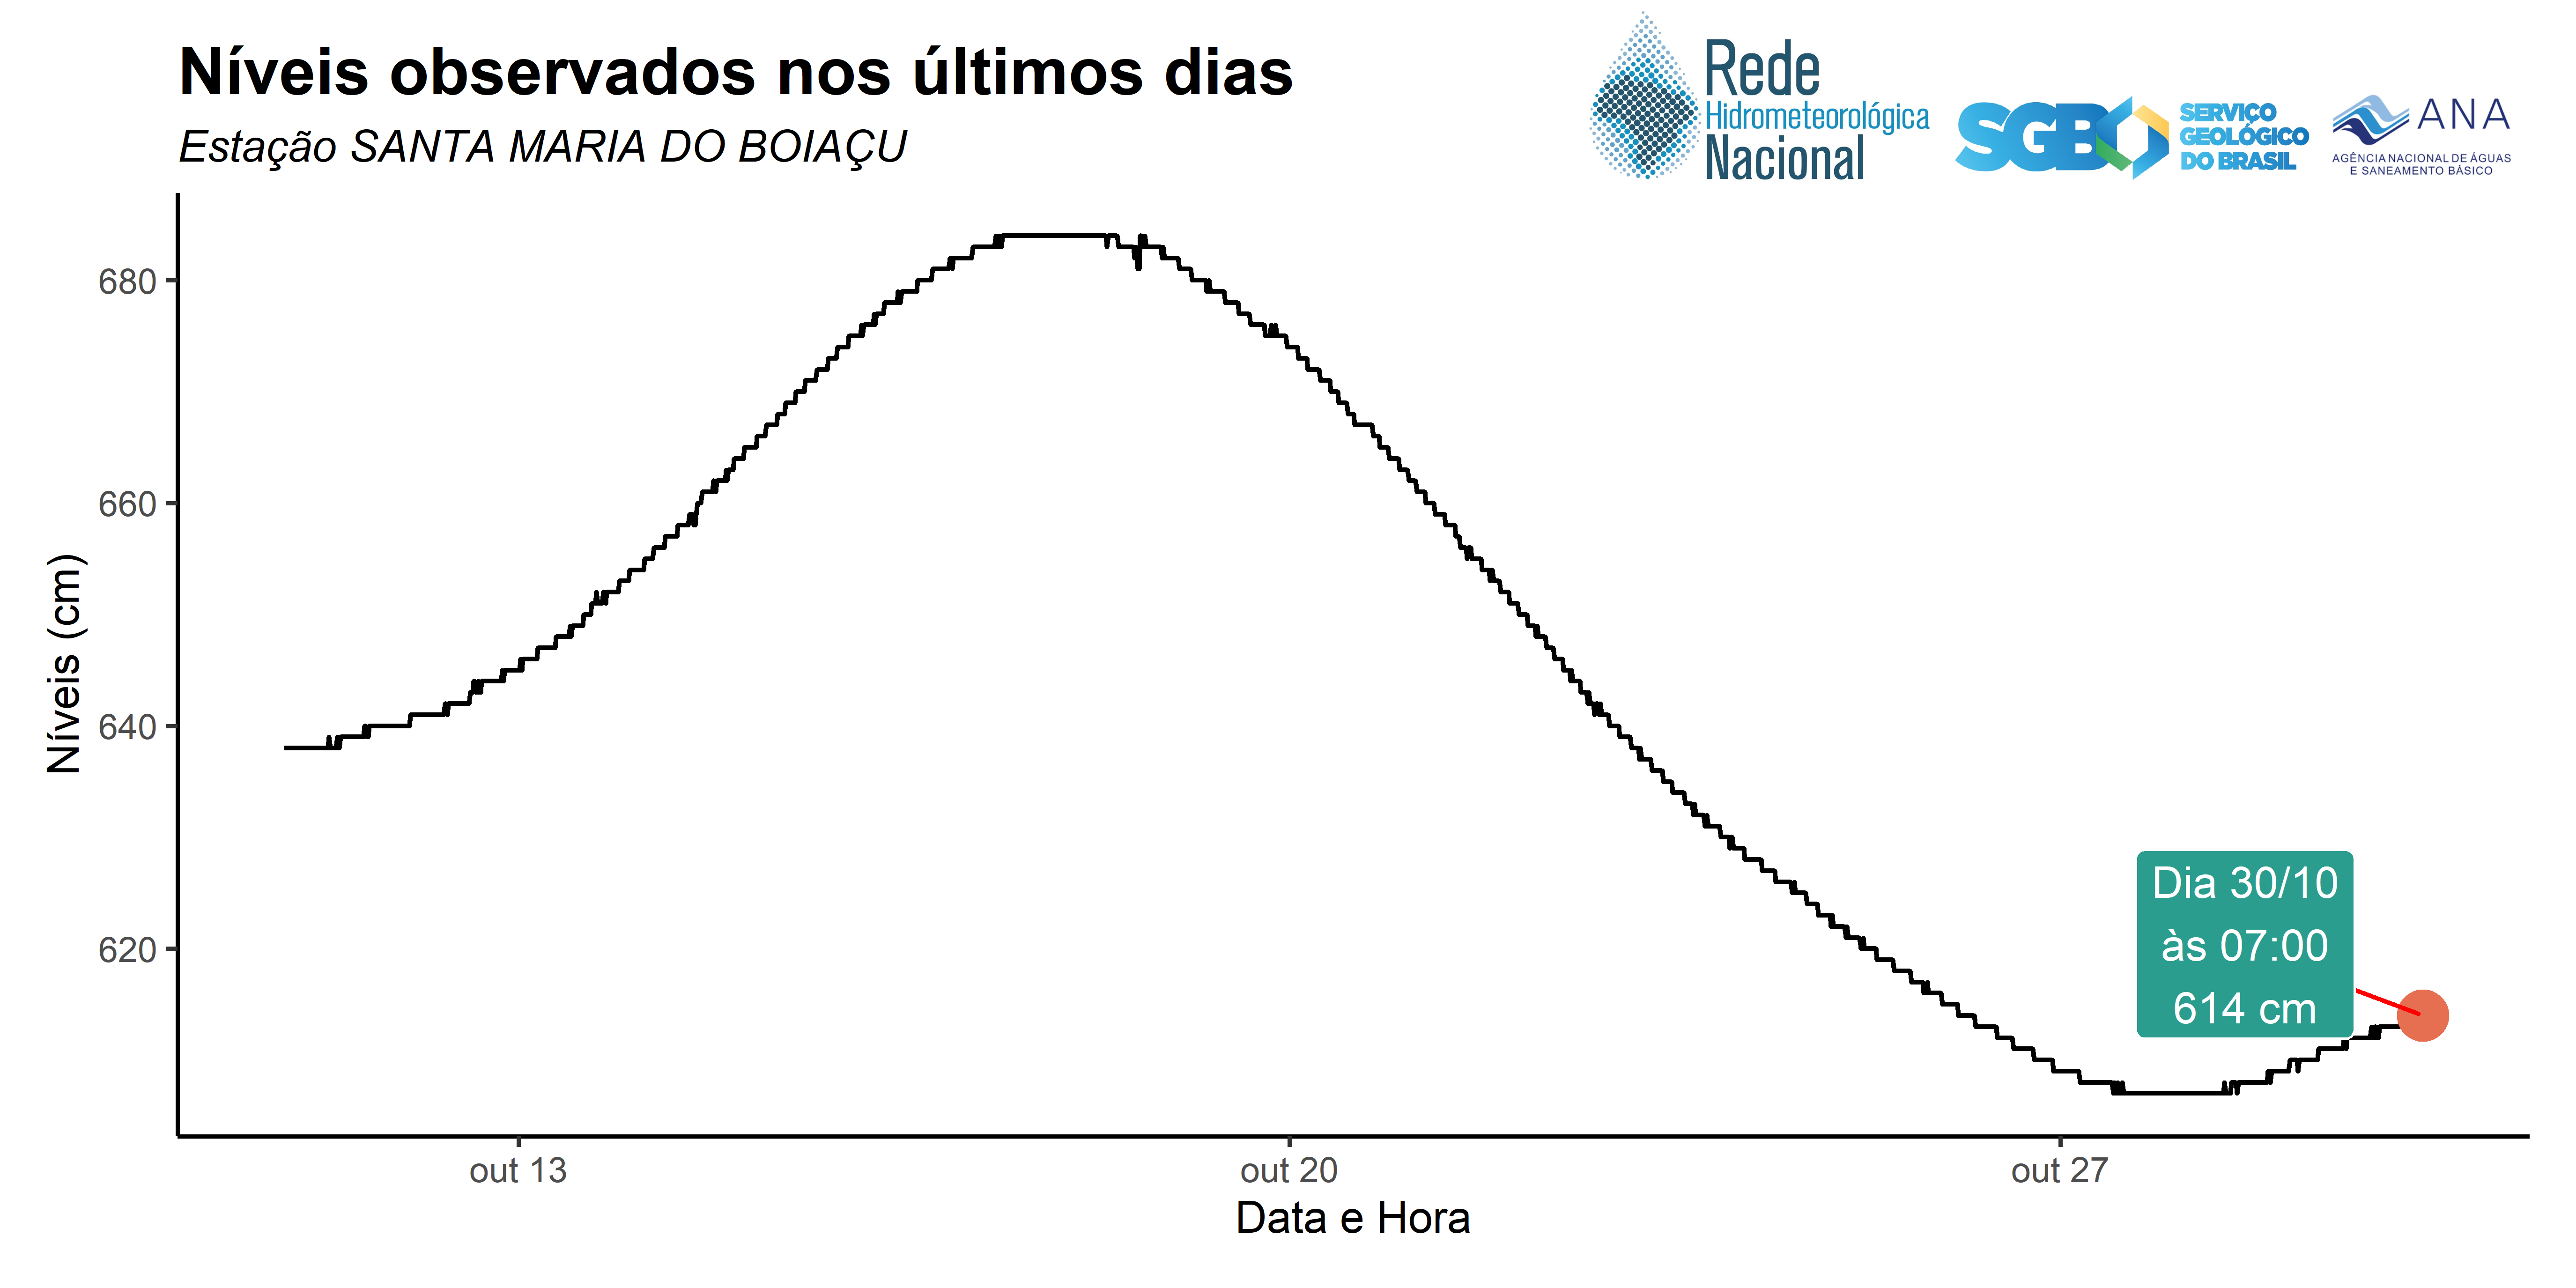 Níveis observados nos últimos dias
Estação SANTA MARIA DO BOIAÇU
Rede
Hidrometeorológica
Nacional
SGB
SERVIÇO
GEOLÓGICO
DO BRASIL
ANA
AGÊNCIA NACIONAL DE ÁGUAS
E SANEAMENTO BÁSICO
Níveis (cm)
680
660
640
620
Dia 30/10
às 07:00
614 cm
out 13
out 20
out 27
Data e Hora